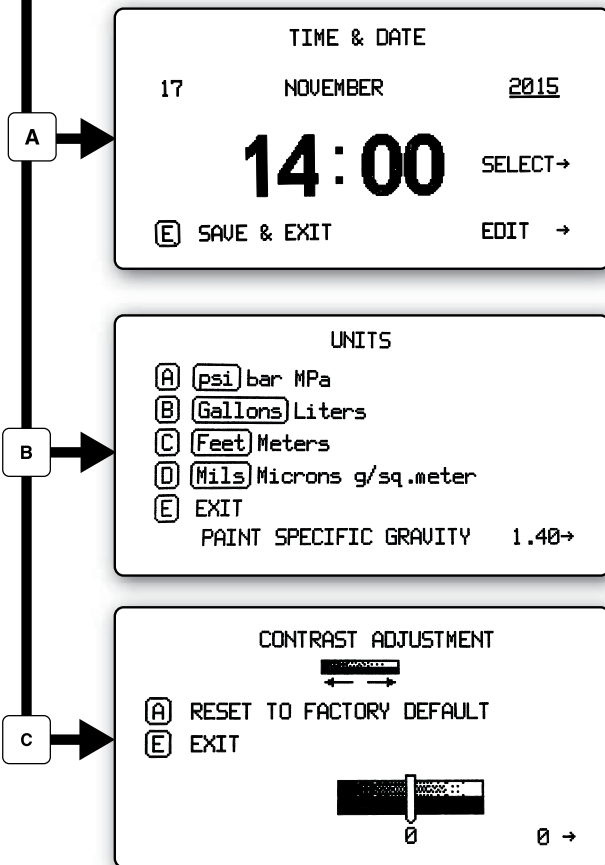 A
TIME & DATE
17 NOVEMBER 2015
14:00 SELECT→
E SAVE & EXIT EDIT →
B
UNITS
A psi bar MPa
B Gallons Liters
C Feet Meters
D Mils Microns g/sq.meter
E EXIT
PAINT SPECIFIC GRAVITY 1.40→
C
CONTRAST ADJUSTMENT
← →
A RESET TO FACTORY DEFAULT
E EXIT
0 0 →